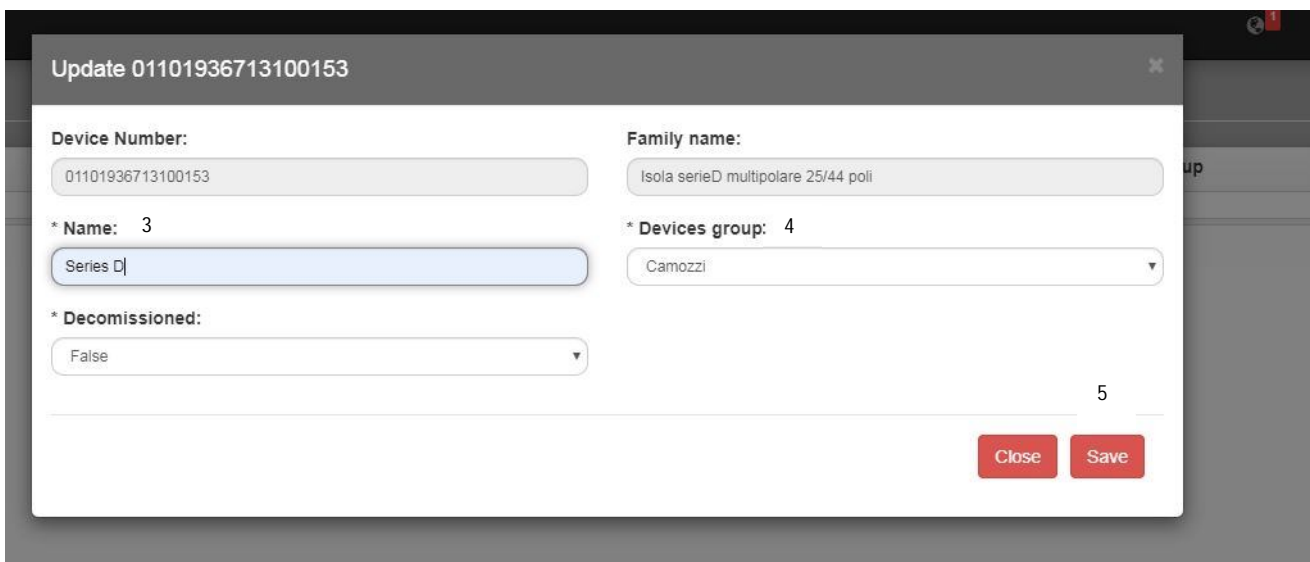 1
Update 01101936713100153
Device Number:
Family name:
01101936713100153
Isola serieD multipolare 25/44 poli
up
* Name: 3
* Devices group: 4
Series D
Camozzi
* Decomissioned:
False
5
Close
Save